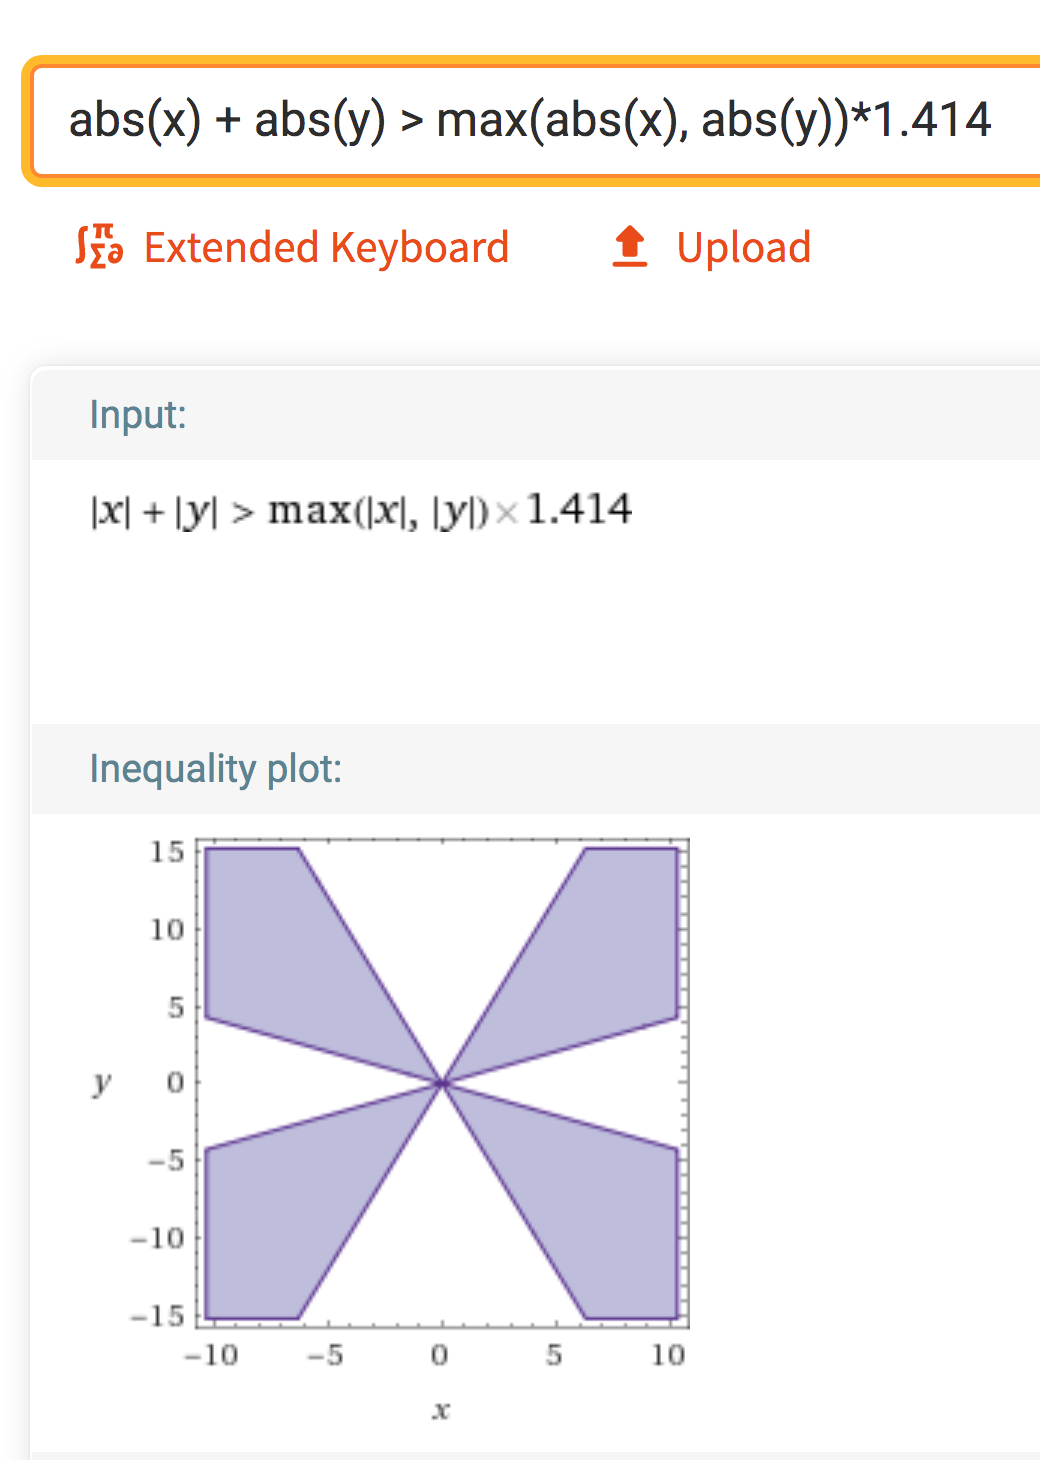 abs(x) + abs(y) > max(abs(x), abs(y))*1.414
Extended Keyboard
Upload
Input:
|x| + |y| > max(|x|, |y|) × 1.414
Inequality plot:
15
10
5
y
0
−5
−10
−15
−10 −5 0 5 10
x